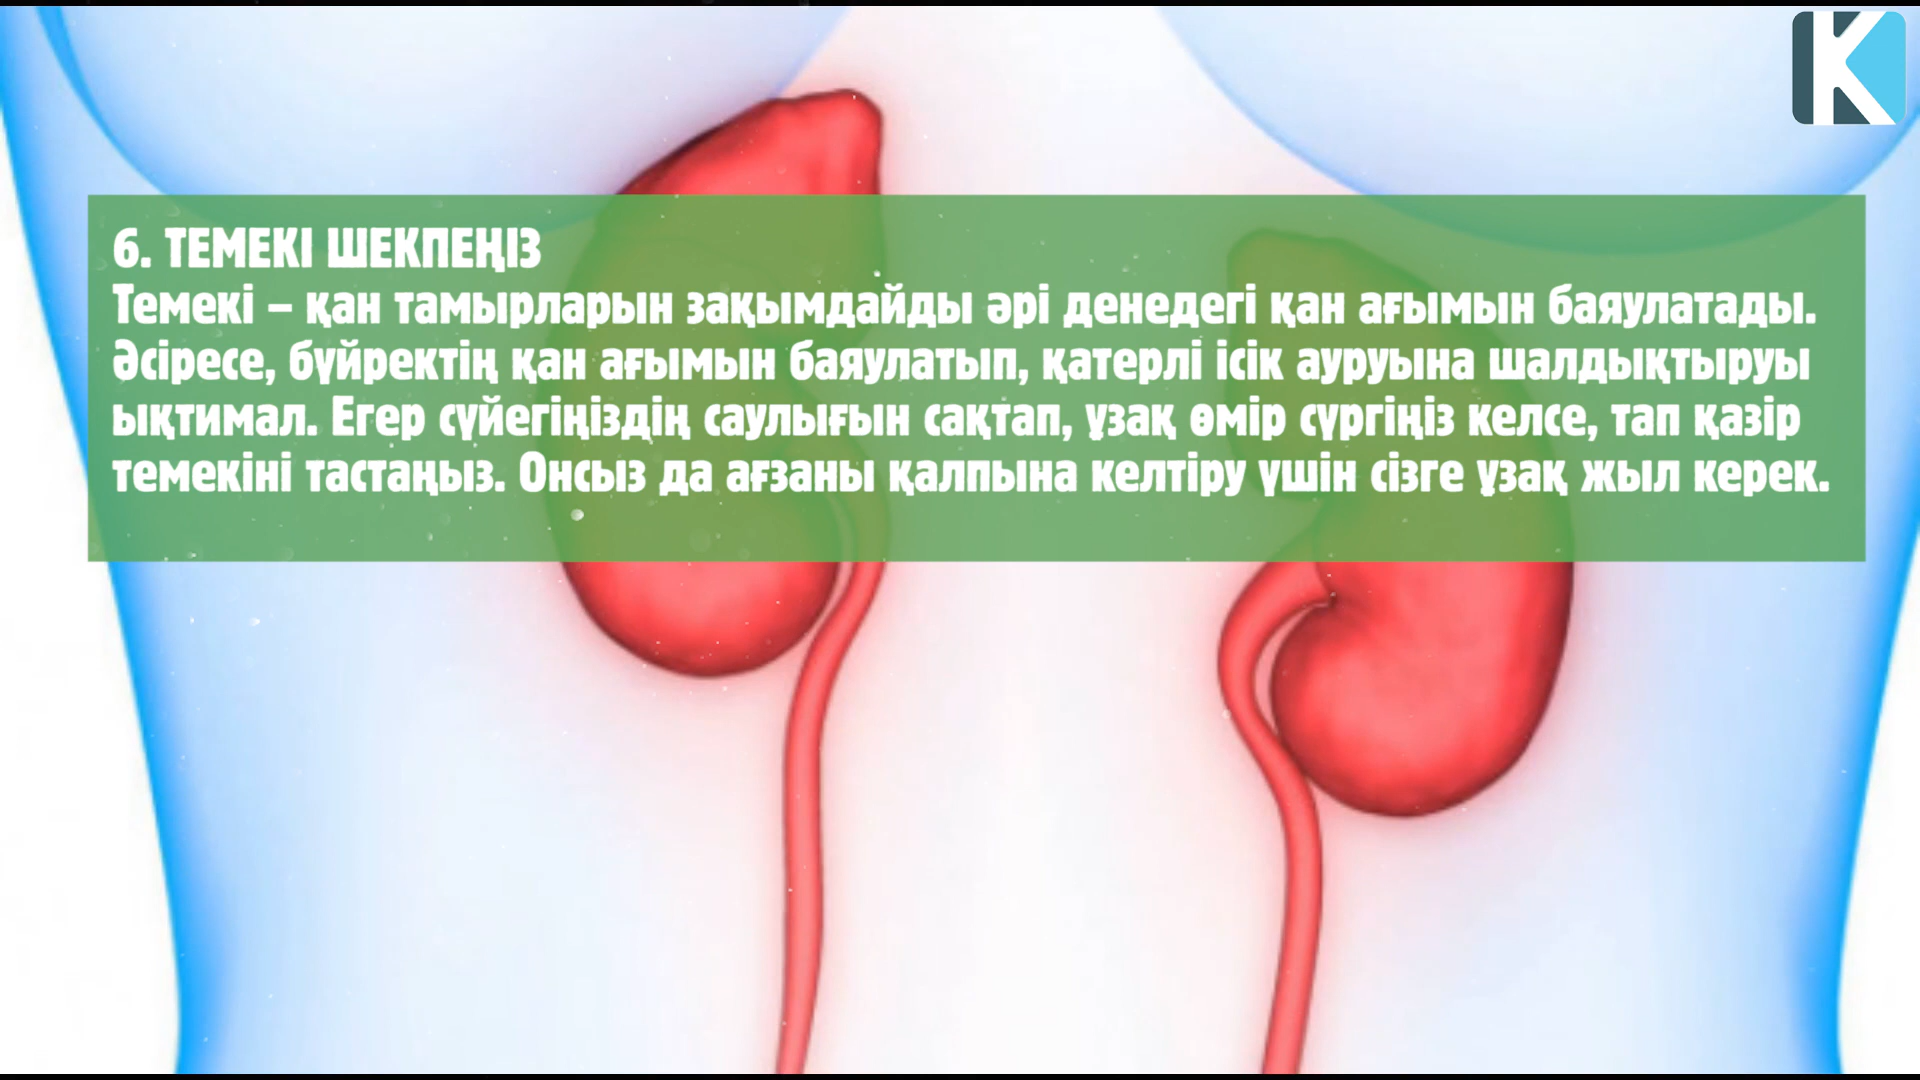 K
6. ТЕМЕКІ ШЕКПЕҢІЗ
Темекі – қан тамырларын зақымдайды әрі денедегі қан ағымын баяулатады.
Әсіресе, бүйректің қан ағымын баяулатып, қатерлі ісік ауруына шалдықтыруы
ықтимал. Егер сүйегіңіздің саулығын сақтап, ұзақ өмір сүргіңіз келсе, тап қазір
темекіні тастаңыз. Онсыз да ағзаны қалпына келтіру үшін сізге ұзақ жыл керек.